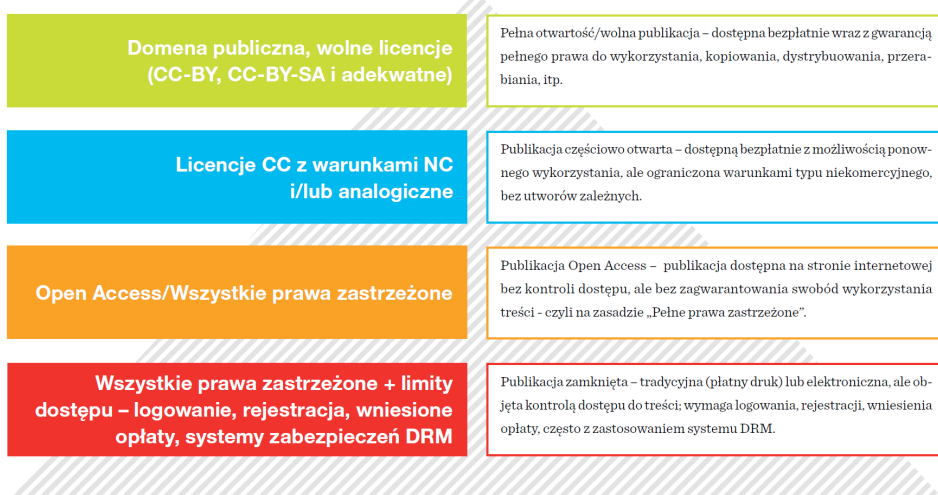 Domena publiczna, wolne licencje
(CC-BY, CC-BY-SA i adekwatne)
Pełna otwartość/wolna publikacja – dostępna bezpłatnie wraz z gwarancją
pełnego prawa do wykorzystania, kopiowania, dystrybuowania, przera-
biania, itp.
Licencje CC z warunkami NC
i/lub analogiczne
Publikacja częściowo otwarta – dostępną bezpłatnie z możliwością ponow-
nego wykorzystania, ale ograniczona warunkami typu niekomercyjnego,
bez utworów zależnych.
Open Access/Wszystkie prawa zastrzeżone
Publikacja Open Access – publikacja dostępna na stronie internetowej
bez kontroli dostępu, ale bez zagwarantowania swobód wykorzystania
treści - czyli na zasadzie „Pełne prawa zastrzeżone”.
Wszystkie prawa zastrzeżone + limity
dostępu – logowanie, rejestracja, wniesione
opłaty, systemy zabezpieczeń DRM
Publikacja zamknięta – tradycyjna (płatny druk) lub elektroniczna, ale ob-
jęta kontrolą dostępu do treści; wymaga logowania, rejestracji, wniesienia
opłaty, często z zastosowaniem systemu DRM.